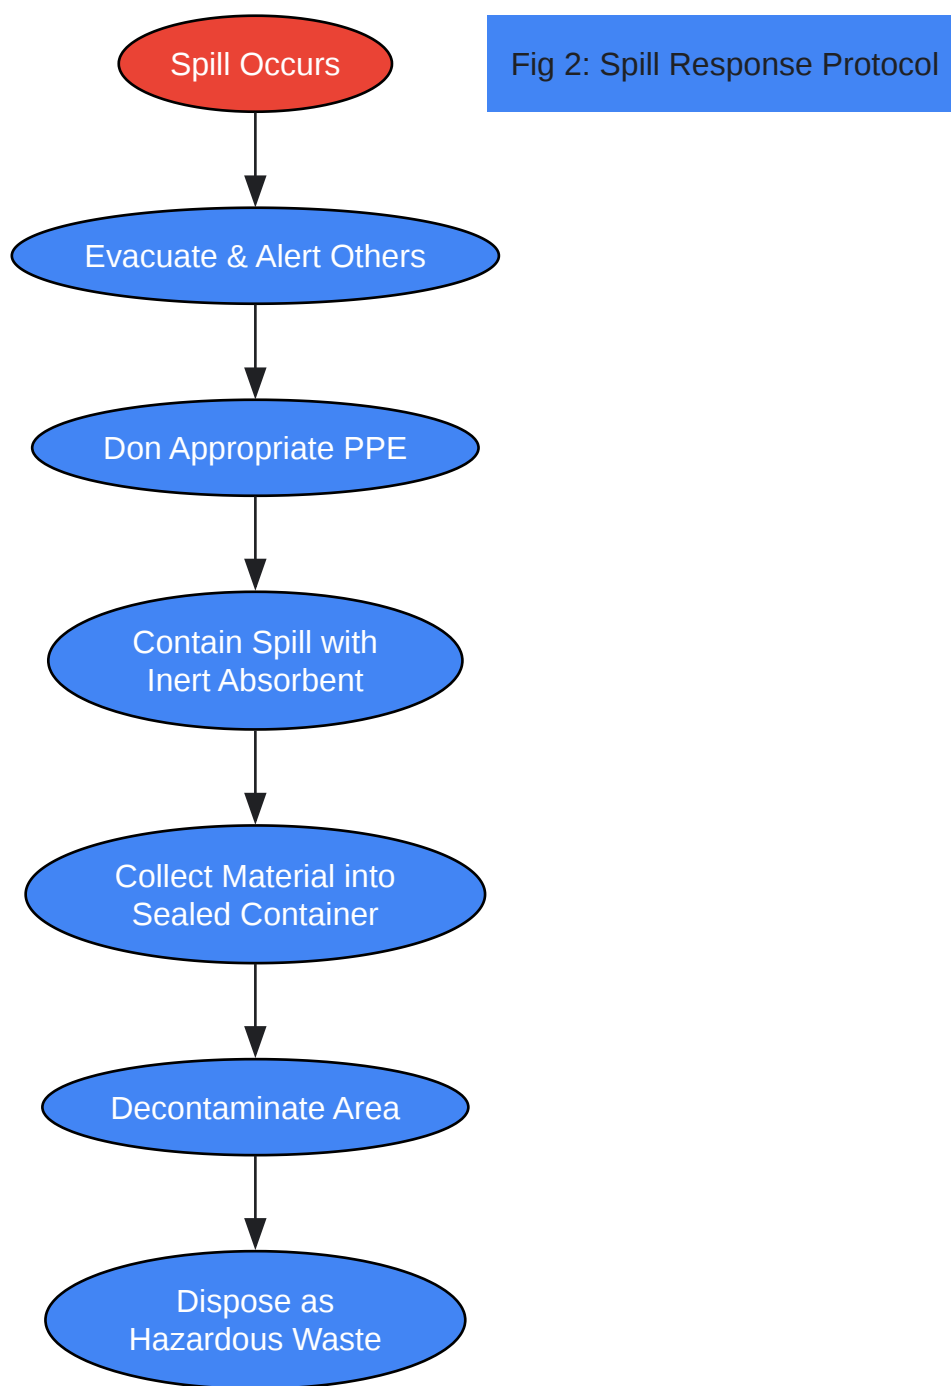 Spill Occurs
Fig 2: Spill Response Protocol
Evacuate & Alert Others
Don Appropriate PPE
Contain Spill with
Inert Absorbent
Collect Material into
Sealed Container
Decontaminate Area
Dispose as
Hazardous Waste